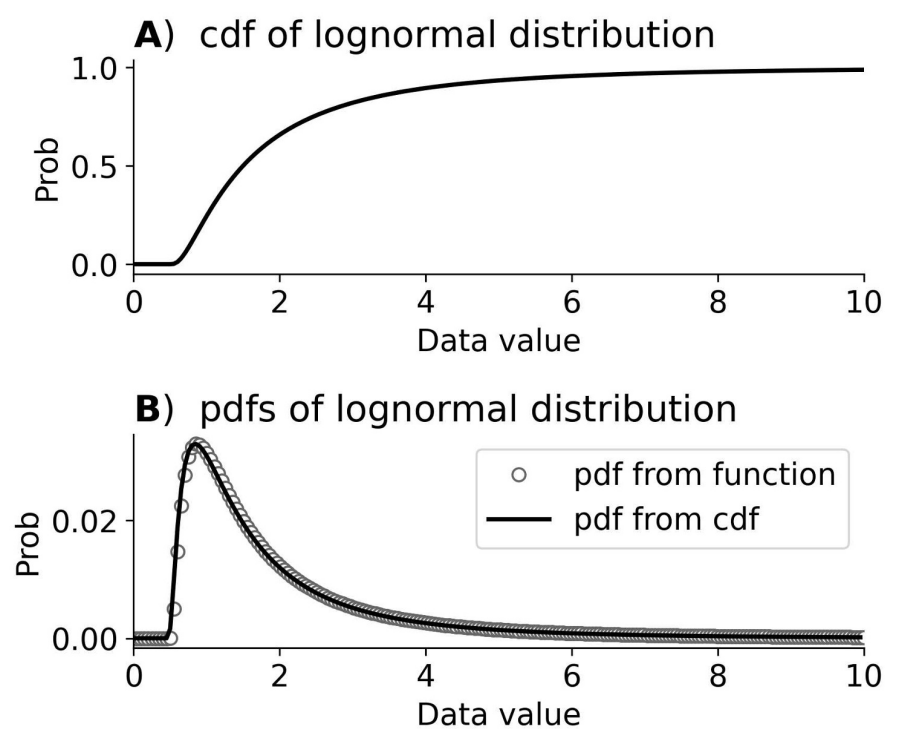 A) cdf of lognormal distribution
1.0
0.5
0.0
Prob
0 2 4 6 8 10
Data value
B) pdfs of lognormal distribution
pdf from function
pdf from cdf
0.02
0.00
Prob
0 2 4 6 8 10
Data value